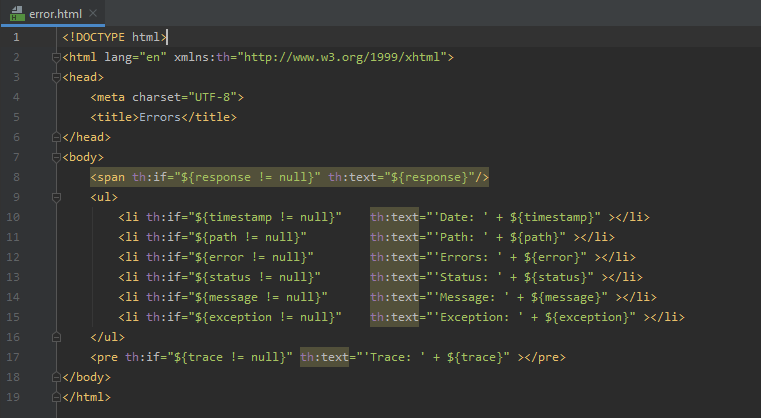 error.html
1 <!DOCTYPE html>
2 <html lang="en" xmlns:th="http://www.w3.org/1999/xhtml">
3 <head>
4     <meta charset="UTF-8">
5     <title>Errors</title>
6 </head>
7 <body>
8     <span th:if="${response != null}" th:text="${response}"/>
9     <ul>
10         <li th:if="${timestamp != null}"    th:text="'Date: ' + ${timestamp}" ></li>
11         <li th:if="${path != null}"         th:text="'Path: ' + ${path}" ></li>
12         <li th:if="${error != null}"        th:text="'Errors: ' + ${error}" ></li>
13         <li th:if="${status != null}"       th:text="'Status: ' + ${status}" ></li>
14         <li th:if="${message != null}"      th:text="'Message: ' + ${message}" ></li>
15         <li th:if="${exception != null}"    th:text="'Exception: ' + ${exception}" ></li>
16     </ul>
17     <pre th:if="${trace != null}" th:text="'Trace: ' + ${trace}" ></pre>
18 </body>
19 </html>